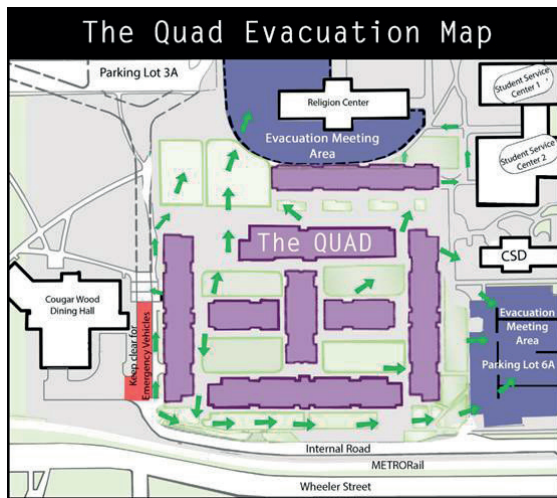 The Quad Evacuation Map
Parking Lot 3A
Student Service
Center 1
Religion Center
Evacuation Meeting
Area
Student Service
Center 2
The QUAD
CSD
Cougar Wood
Dining Hall
Keep clear for
Emergency Vehicles
Evacuation
Meeting
Area
Parking Lot 6A
Internal Road
METRORail
Wheeler Street